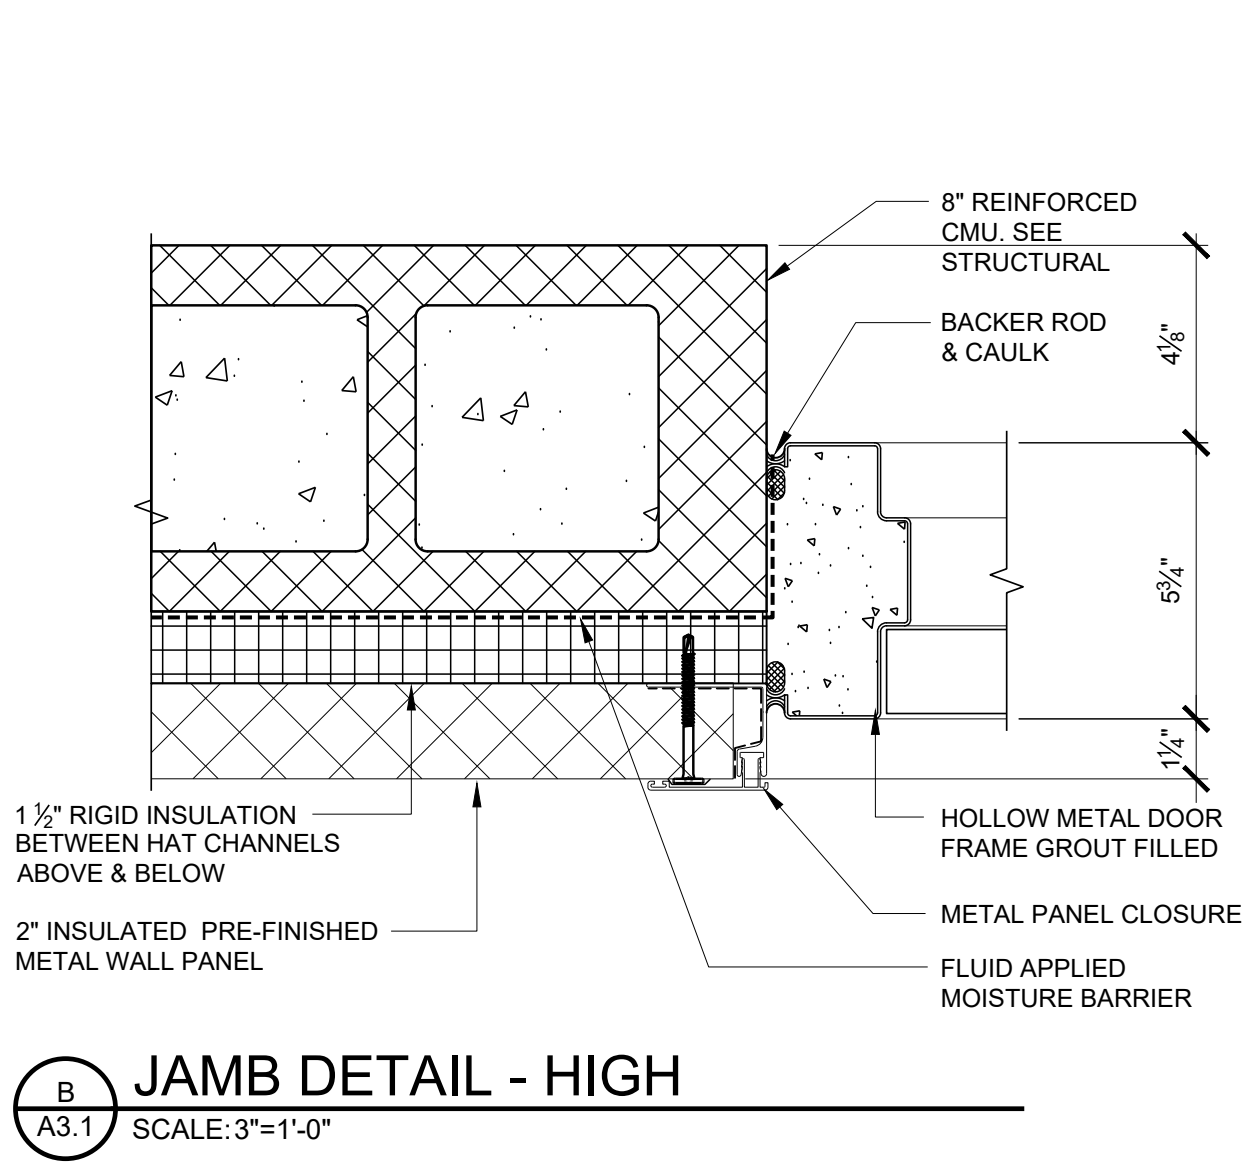 8" REINFORCED
CMU. SEE
STRUCTURAL
BACKER ROD
& CAULK
4⅛"
5¾"
1¼"
1 ½" RIGID INSULATION
BETWEEN HAT CHANNELS
ABOVE & BELOW
2" INSULATED PRE-FINISHED
METAL WALL PANEL
HOLLOW METAL DOOR
FRAME GROUT FILLED
METAL PANEL CLOSURE
FLUID APPLIED
MOISTURE BARRIER
B
A3.1
JAMB DETAIL - HIGH
SCALE: 3"=1'-0"